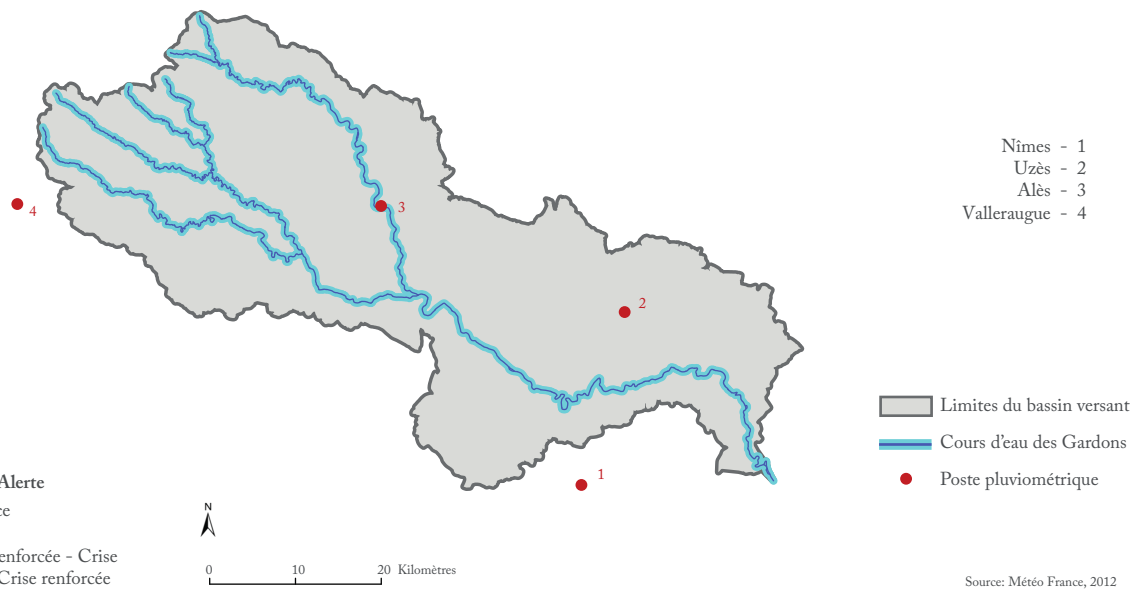 Nîmes - 1
Uzès - 2
Alès - 3
Valleraugue - 4
3
4
2
1
Limites du bassin versant
Cours d'eau des Gardons
Poste pluviométrique
Alerte
- Crise
Crise renforcée
N
0 10 20 Kilomètres
Source: Météo France, 2012